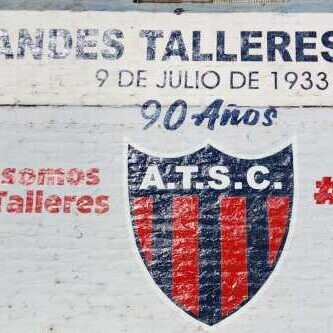 ANDES TALLERES
9 DE JULIO DE 1933
90 Años
somos
Talleres
A.T.S.C.
#